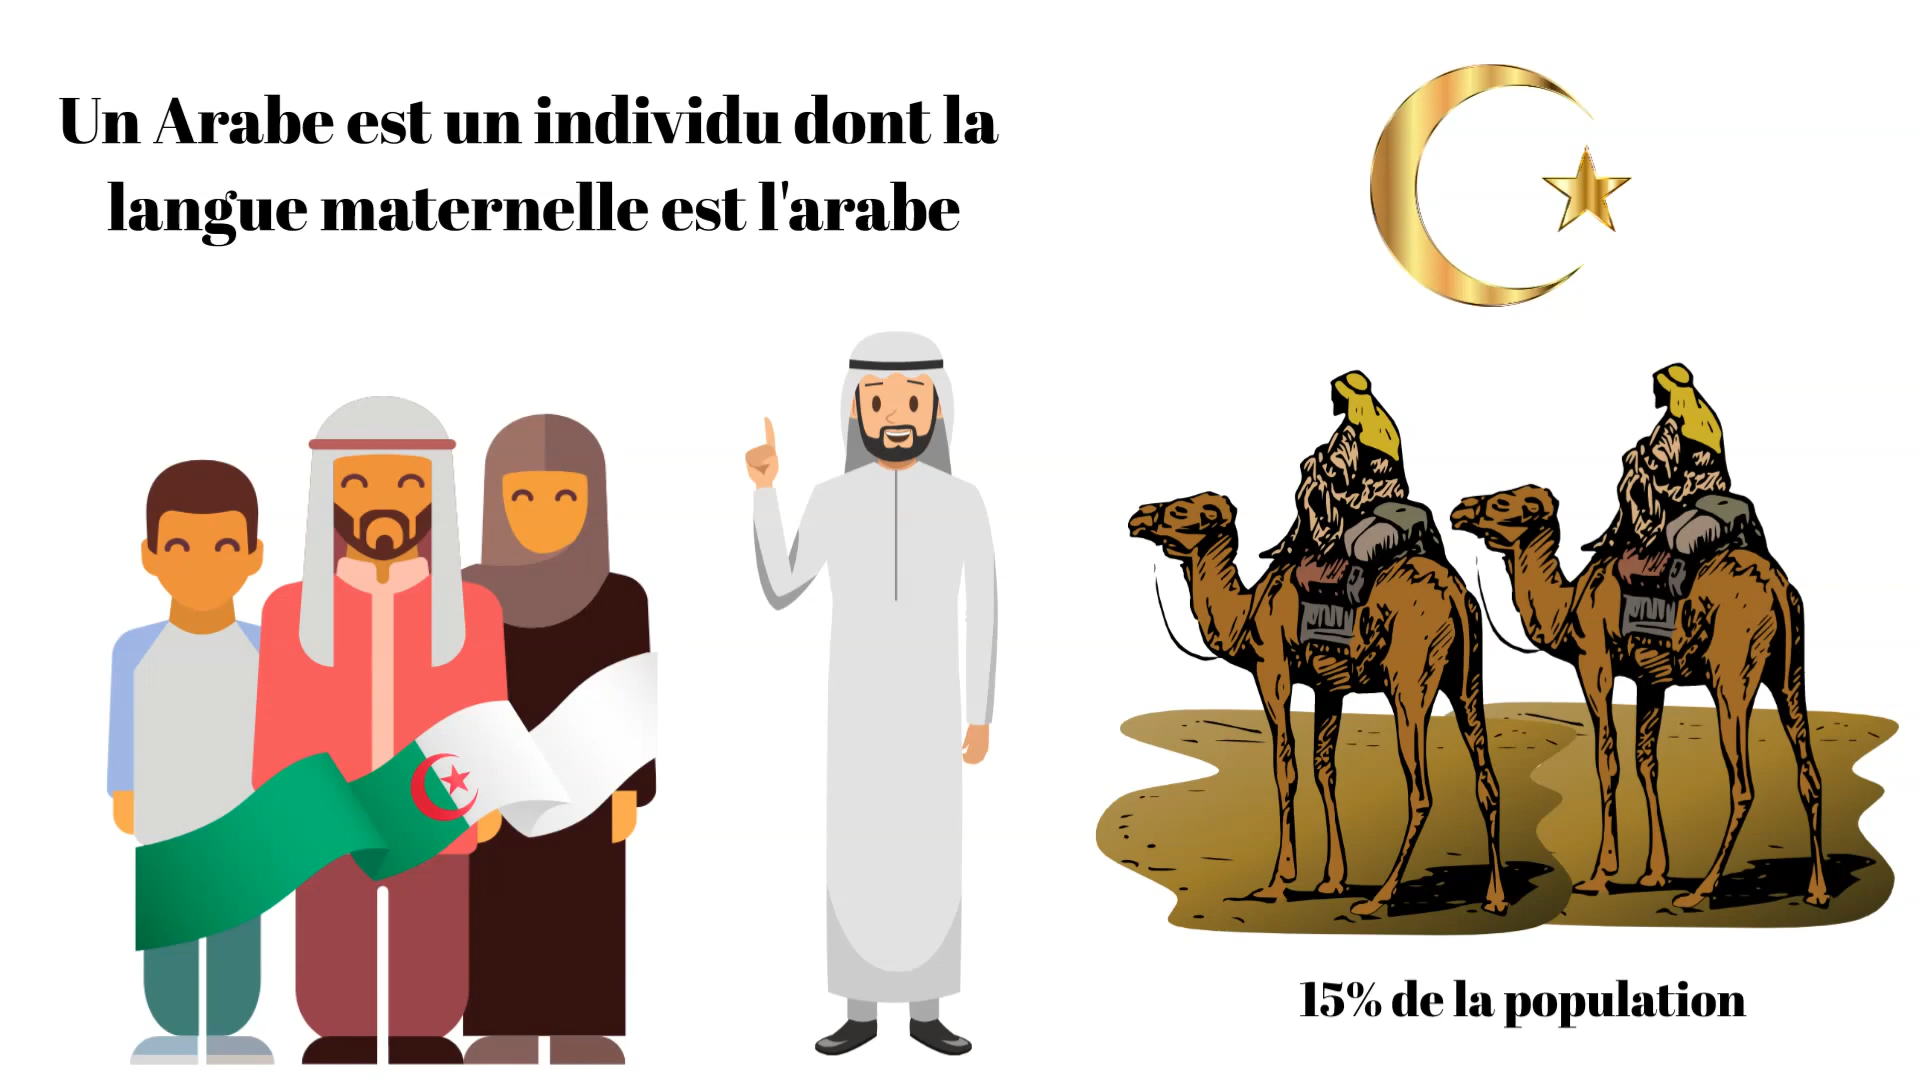 Un Arabe est un individu dont la
langue maternelle est l'arabe
15% de la population